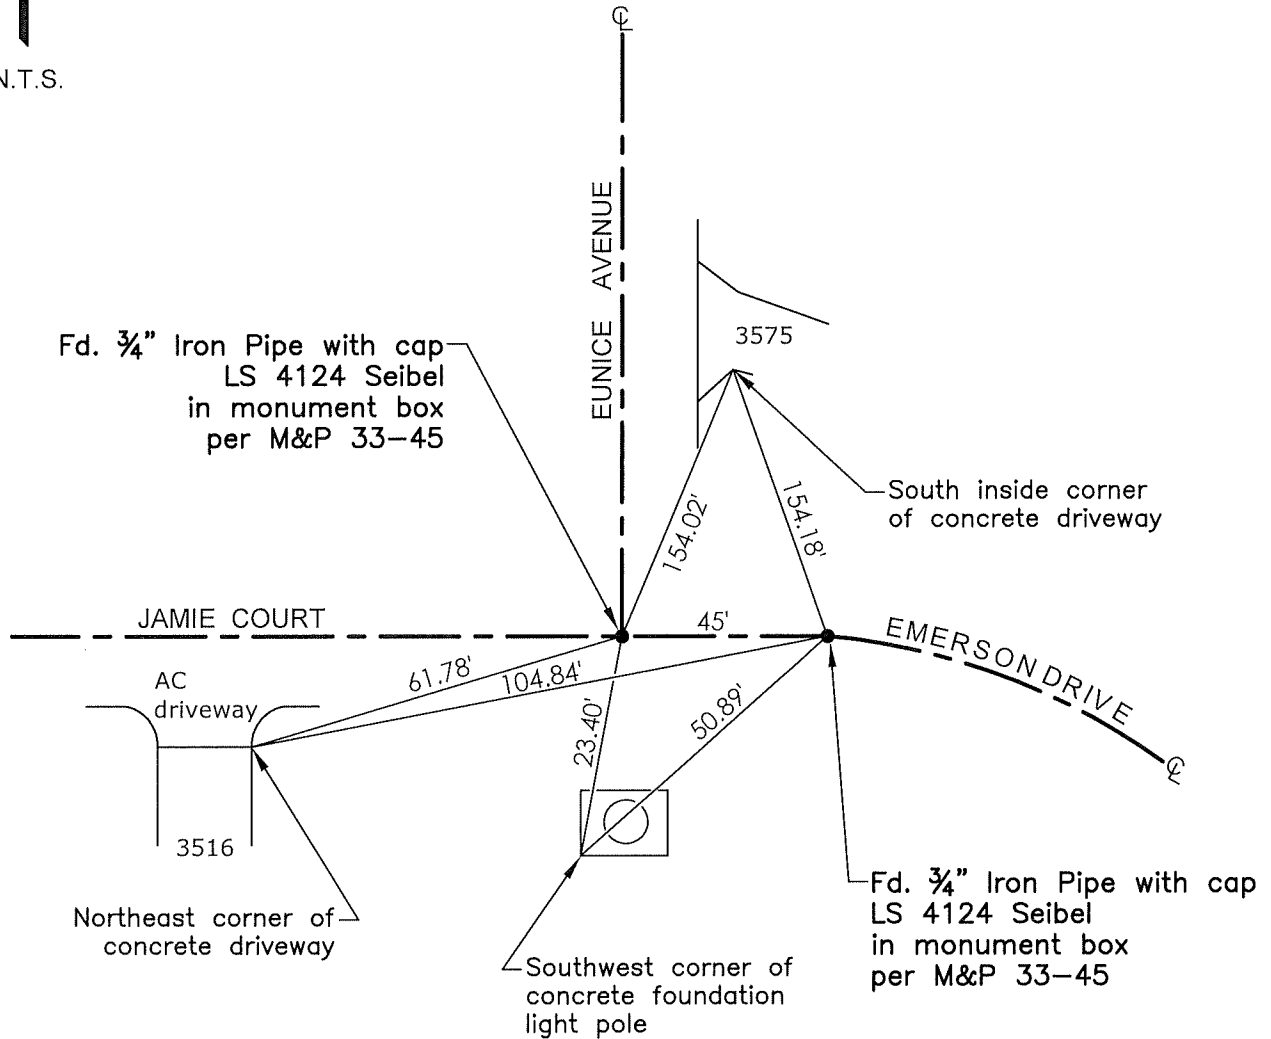 ℄
N.T.S.
EUNICE AVENUE
Fd. ¾" Iron Pipe with cap
LS 4124 Seibel
in monument box
per M&P 33-45
3575
South inside corner
of concrete driveway
154.02'
154.18'
JAMIE COURT
45'
EMERSON DRIVE
℄
AC
driveway
61.78'
104.84'
23.40'
50.89'
3516
Northeast corner of
concrete driveway
Southwest corner of
concrete foundation
light pole
Fd. ¾" Iron Pipe with cap
LS 4124 Seibel
in monument box
per M&P 33-45